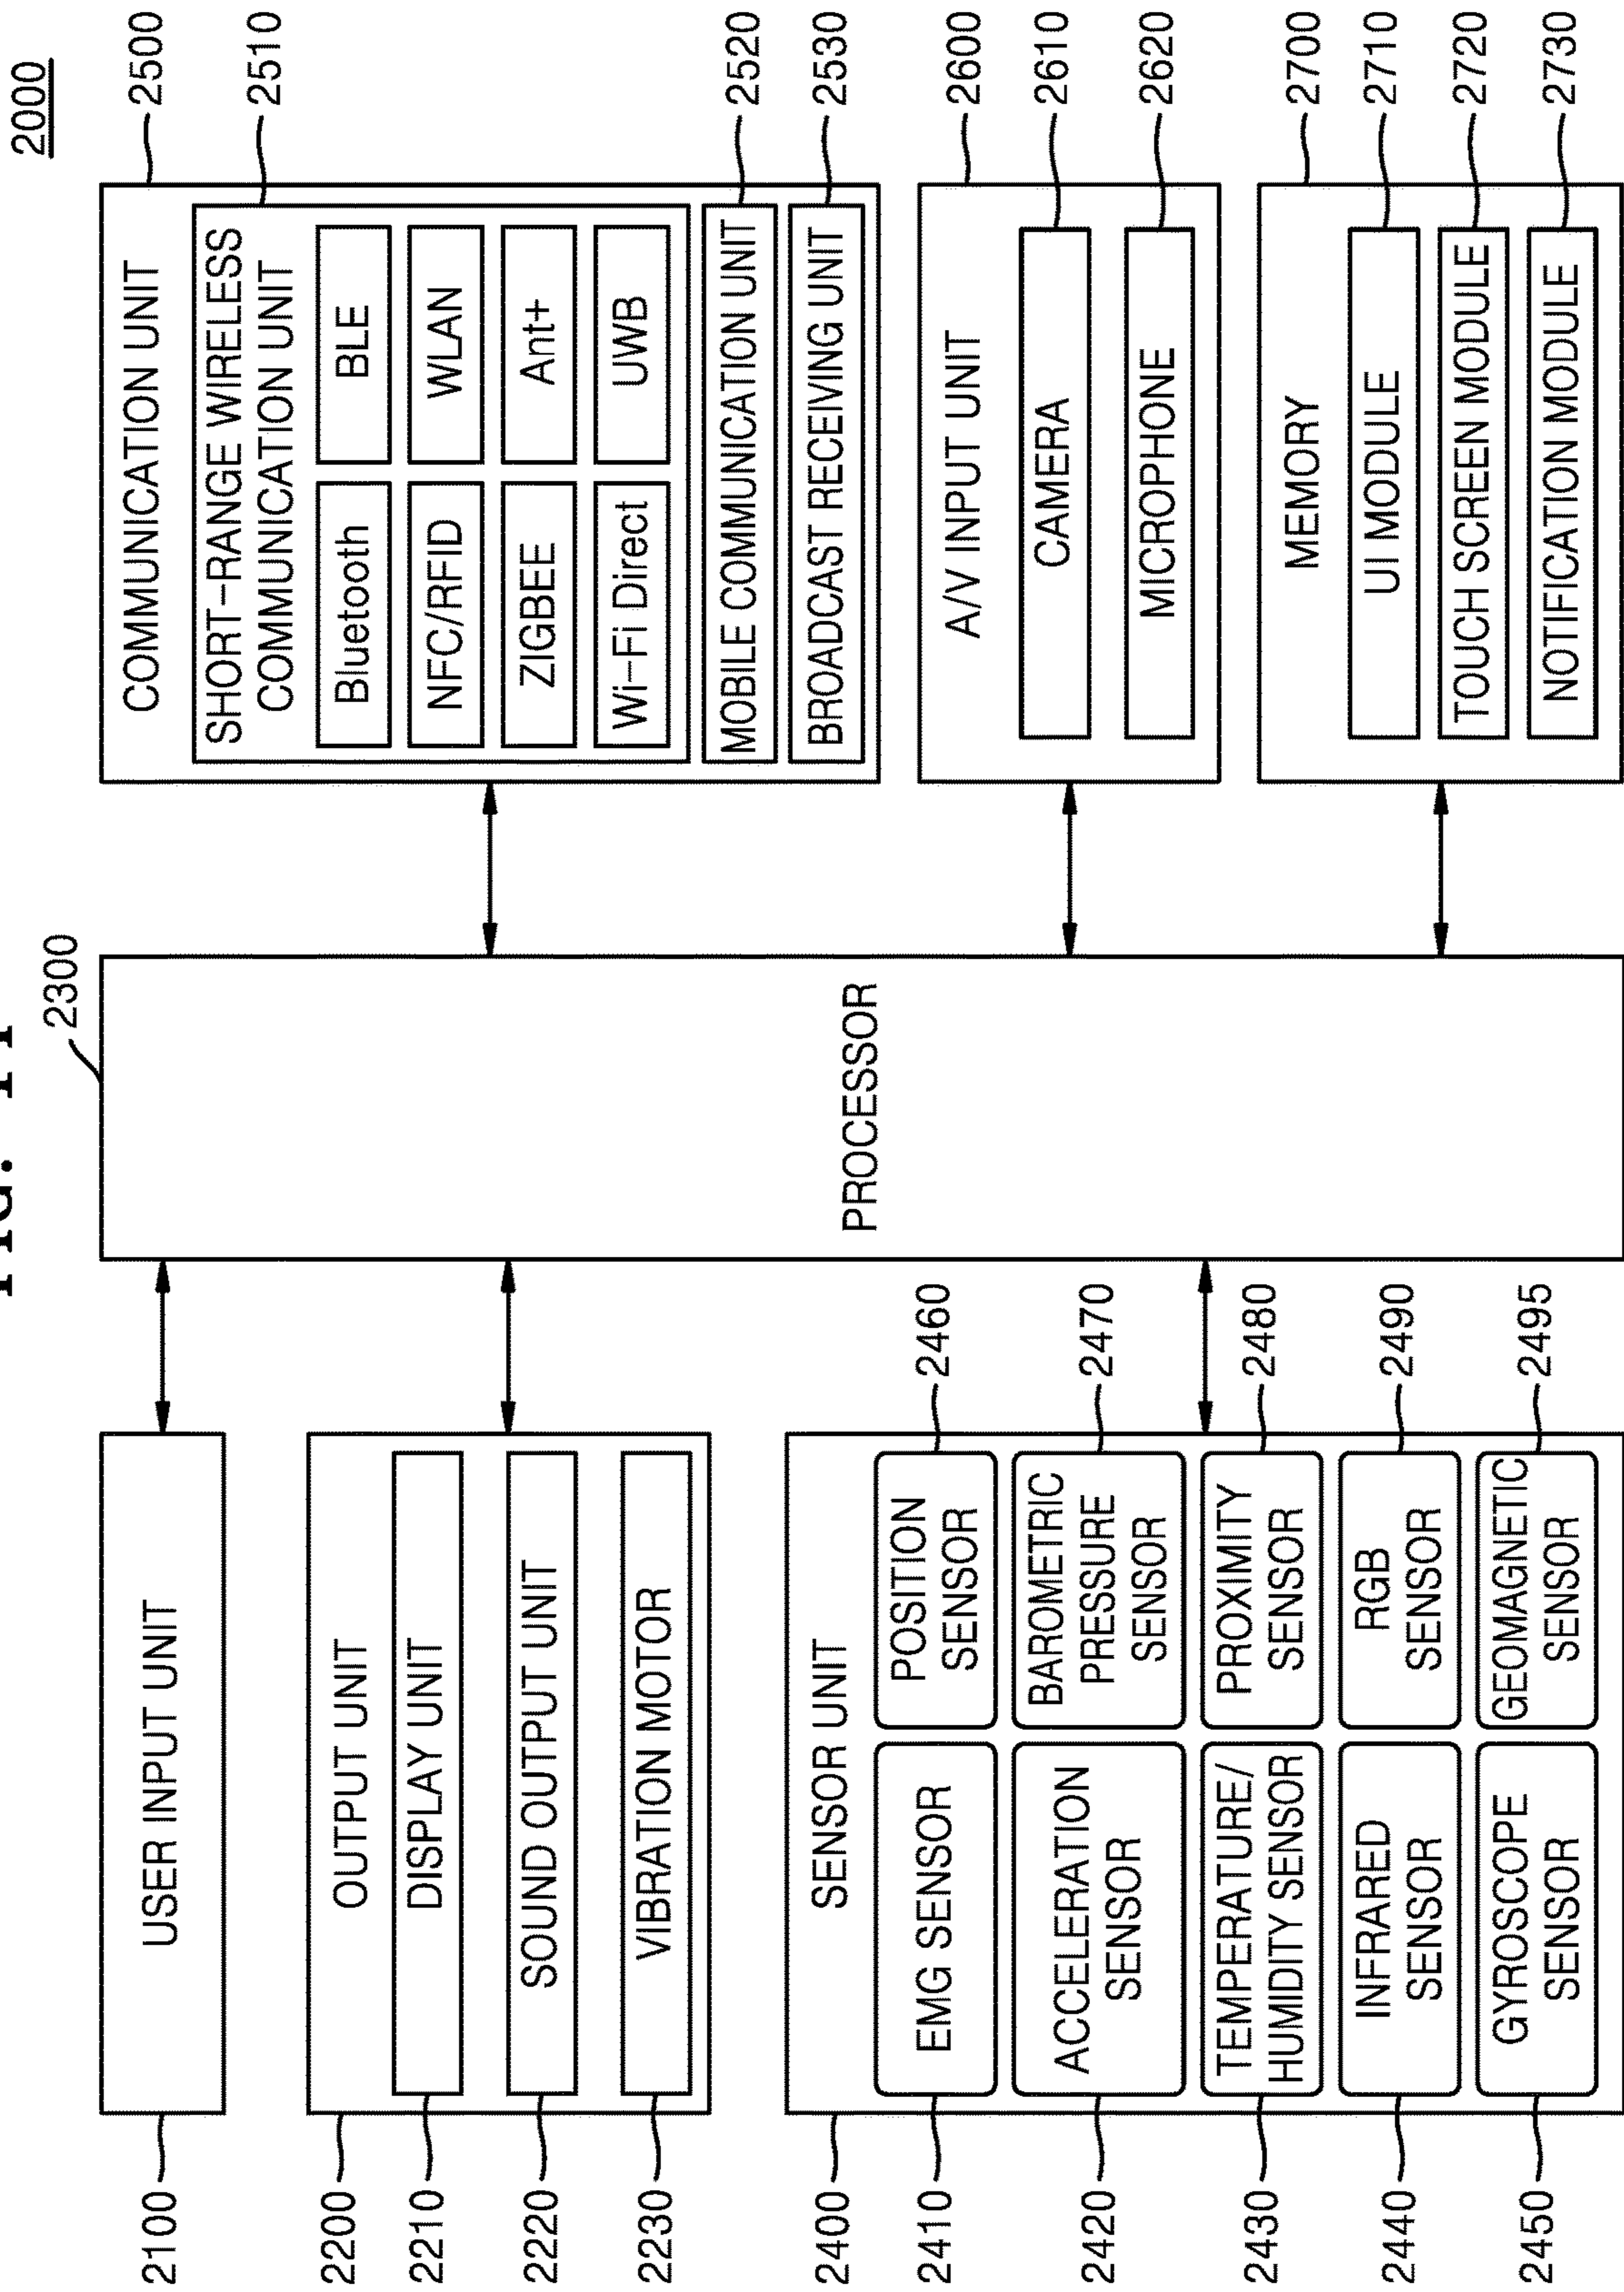 2000
2300
2100
USER INPUT UNIT
2200
OUTPUT UNIT
2210
DISPLAY UNIT
2220
SOUND OUTPUT UNIT
2230
VIBRATION MOTOR
2400
SENSOR UNIT
2410
EMG SENSOR
POSITION
SENSOR
2460
2420
ACCELERATION
SENSOR
BAROMETRIC
PRESSURE
SENSOR
2470
2430
TEMPERATURE/
HUMIDITY SENSOR
PROXIMITY
SENSOR
2480
2440
INFRARED
SENSOR
RGB
SENSOR
2490
2450
GYROSCOPE
SENSOR
GEOMAGNETIC
SENSOR
2495
PROCESSOR
COMMUNICATION UNIT
2500
SHORT-RANGE WIRELESS
COMMUNICATION UNIT
2510
Bluetooth
BLE
NFC/RFID
WLAN
ZIGBEE
Ant+
Wi-Fi Direct
UWB
MOBILE COMMUNICATION UNIT
2520
BROADCAST RECEIVING UNIT
2530
A/V INPUT UNIT
2600
CAMERA
2610
MICROPHONE
2620
MEMORY
2700
UI MODULE
2710
TOUCH SCREEN MODULE
2720
NOTIFICATION MODULE
2730